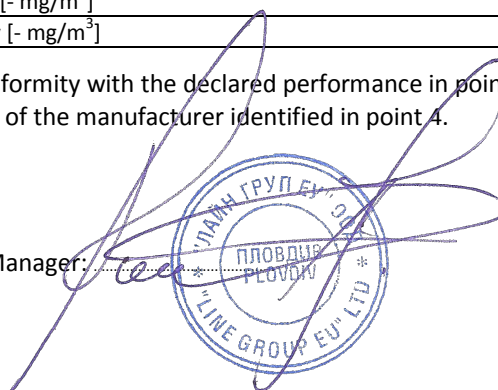 [- mg/m³]
[- mg/m³]
formity with the declared performance in poin
of the manufacturer identified in point 4.
Manager:
"ЛАЙН ГРУП ЕУ" ООД
ПЛОВДИВ
PLOVDIV
* "LINE GROUP EU" LTD *